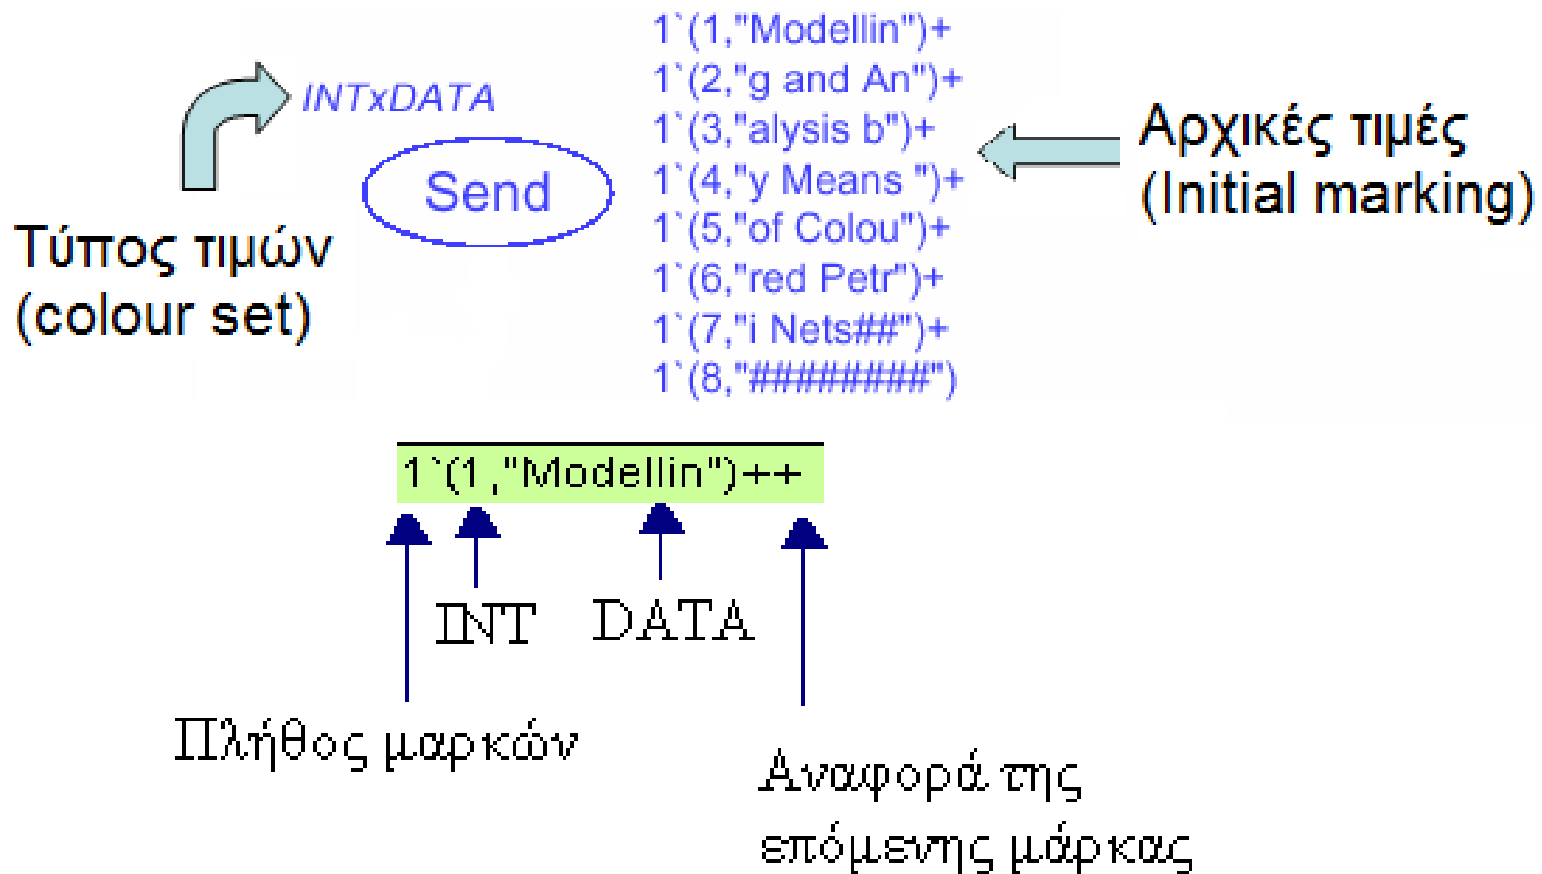 INTxDATA
Send
Τύπος τιμών
(colour set)
1`(1,"Modellin")+
1`(2,"g and An")+
1`(3,"alysis b")+
1`(4,"y Means ")+
1`(5,"of Colou")+
1`(6,"red Petr")+
1`(7,"i Nets##")+
1`(8,"########")
Αρχικές τιμές
(Initial marking)
1`(1,"Modellin")++
INT DATA
Πλήθος μαρκών
Αναφορά της
επόμενης μάρκας